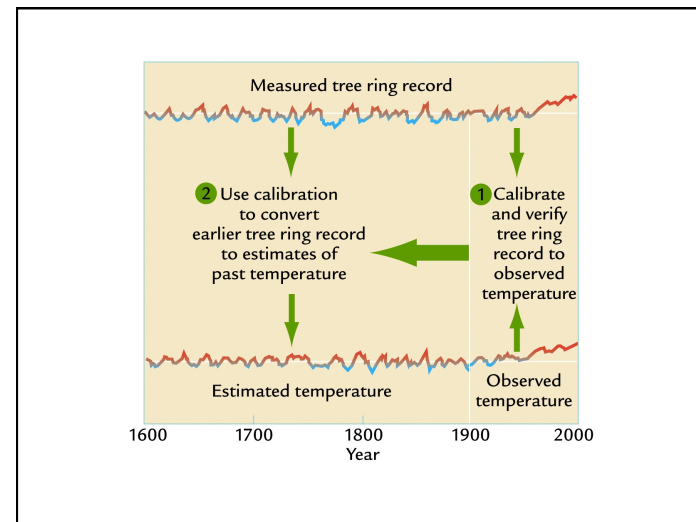 Measured tree ring record
2 Use calibration
to convert
earlier tree ring record
to estimates of
past temperature
1 Calibrate
and verify
tree ring
record to
observed
temperature
Estimated temperature
Observed
temperature
1600 1700 1800 1900 2000
Year